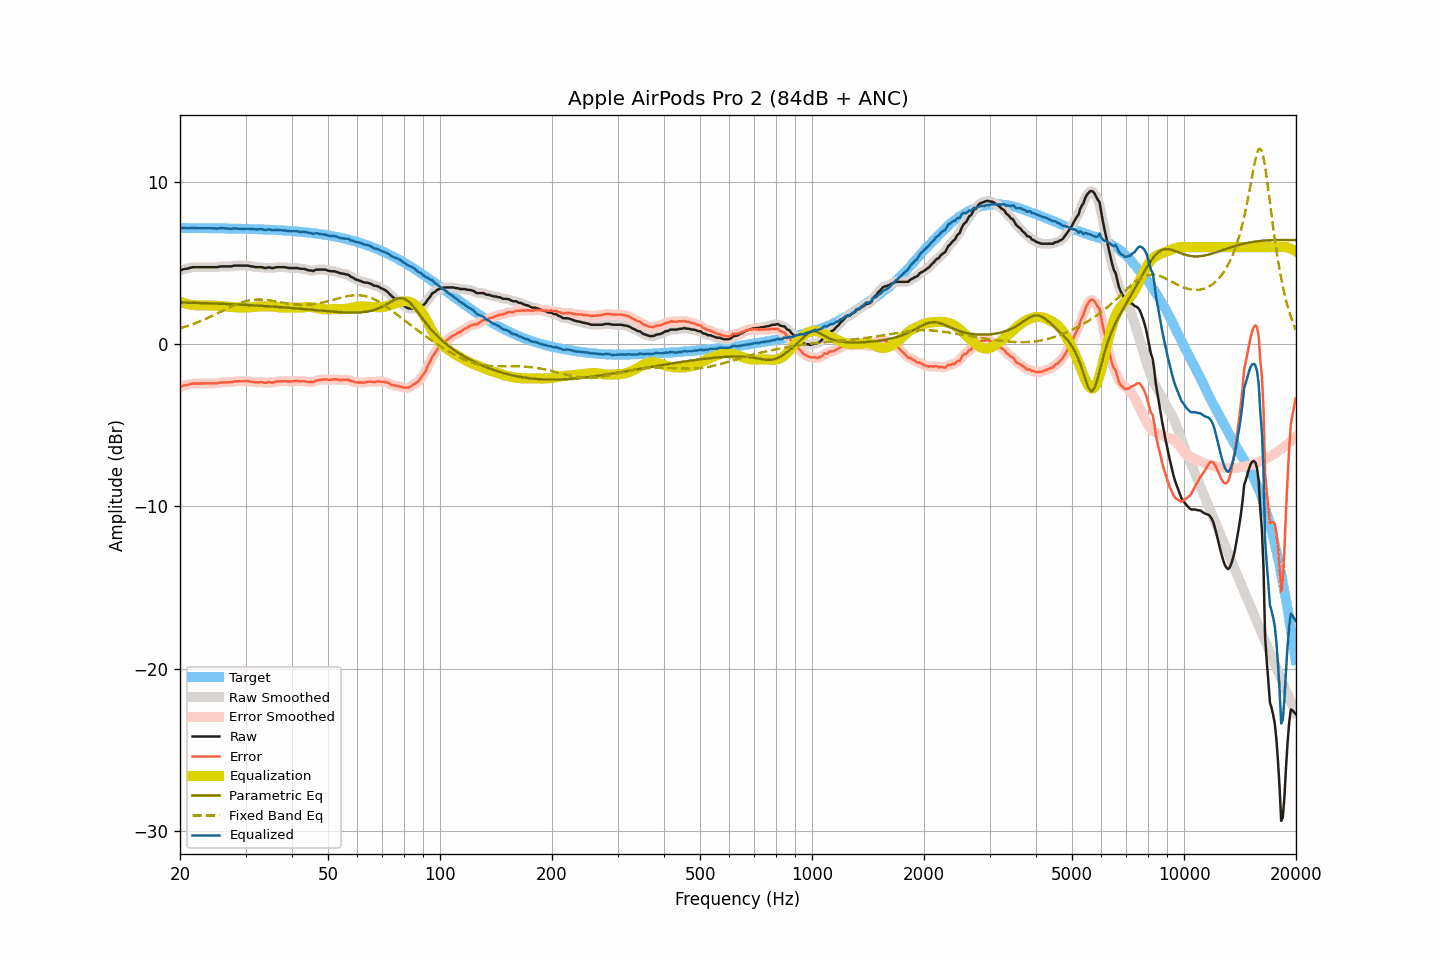 Apple AirPods Pro 2 (84dB + ANC)
10
0
−10
−20
−30
Amplitude (dBr)
Target
Raw Smoothed
Error Smoothed
Raw
Error
Equalization
Parametric Eq
Fixed Band Eq
Equalized
20 50 100 200 500 1000 2000 5000 10000 20000
Frequency (Hz)